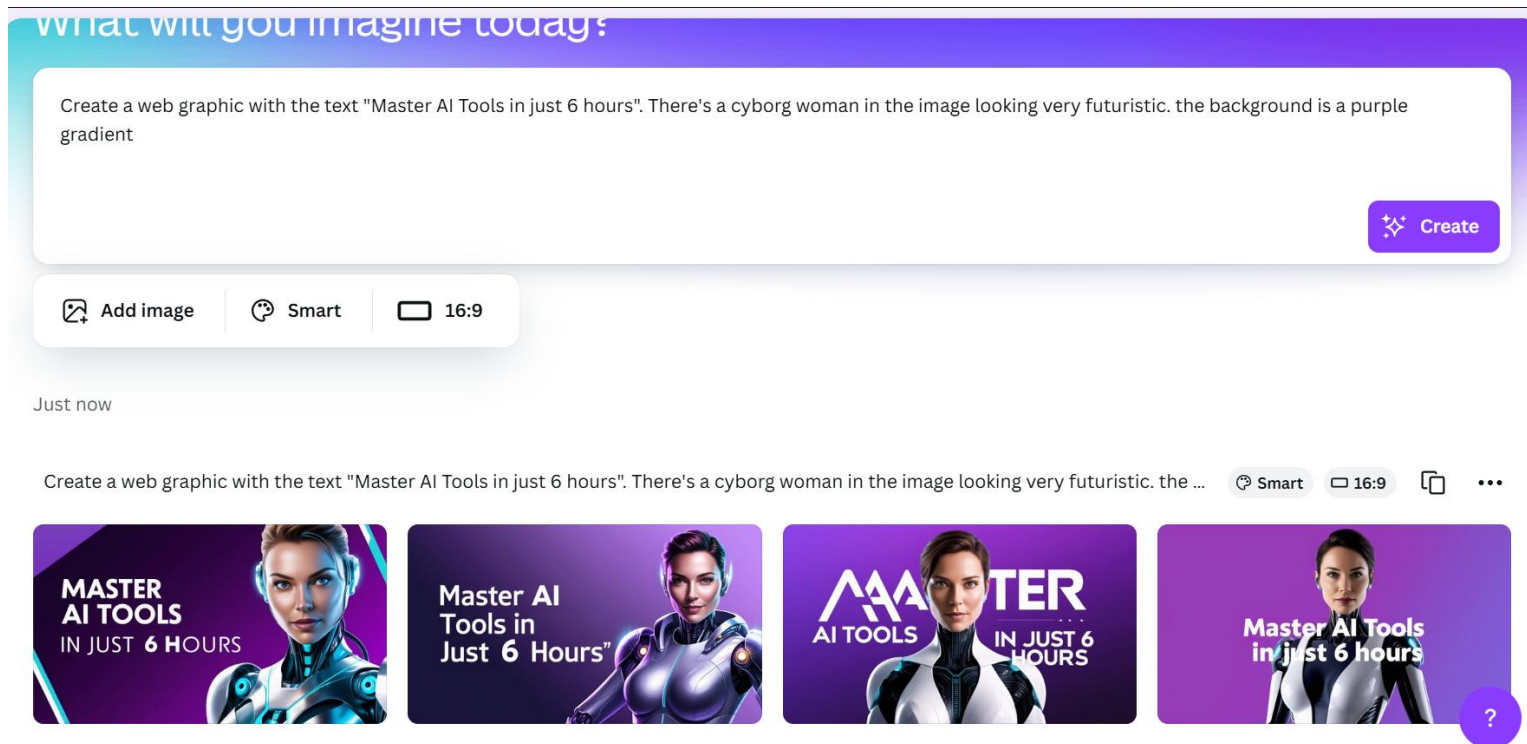 What will you imagine today?
Create a web graphic with the text "Master AI Tools in just 6 hours". There's a cyborg woman in the image looking very futuristic. the background is a purple
gradient
Create
Add image
Smart
16:9
Just now
Create a web graphic with the text "Master AI Tools in just 6 hours". There's a cyborg woman in the image looking very futuristic. the ...
Smart
16:9
MASTER
AI TOOLS
IN JUST 6 HOURS
Master AI
Tools in
Just 6 Hours”
MAA TER
AI TOOLS
IN JUST 6
HOURS
Master AI Tools
in just 6 hours
?